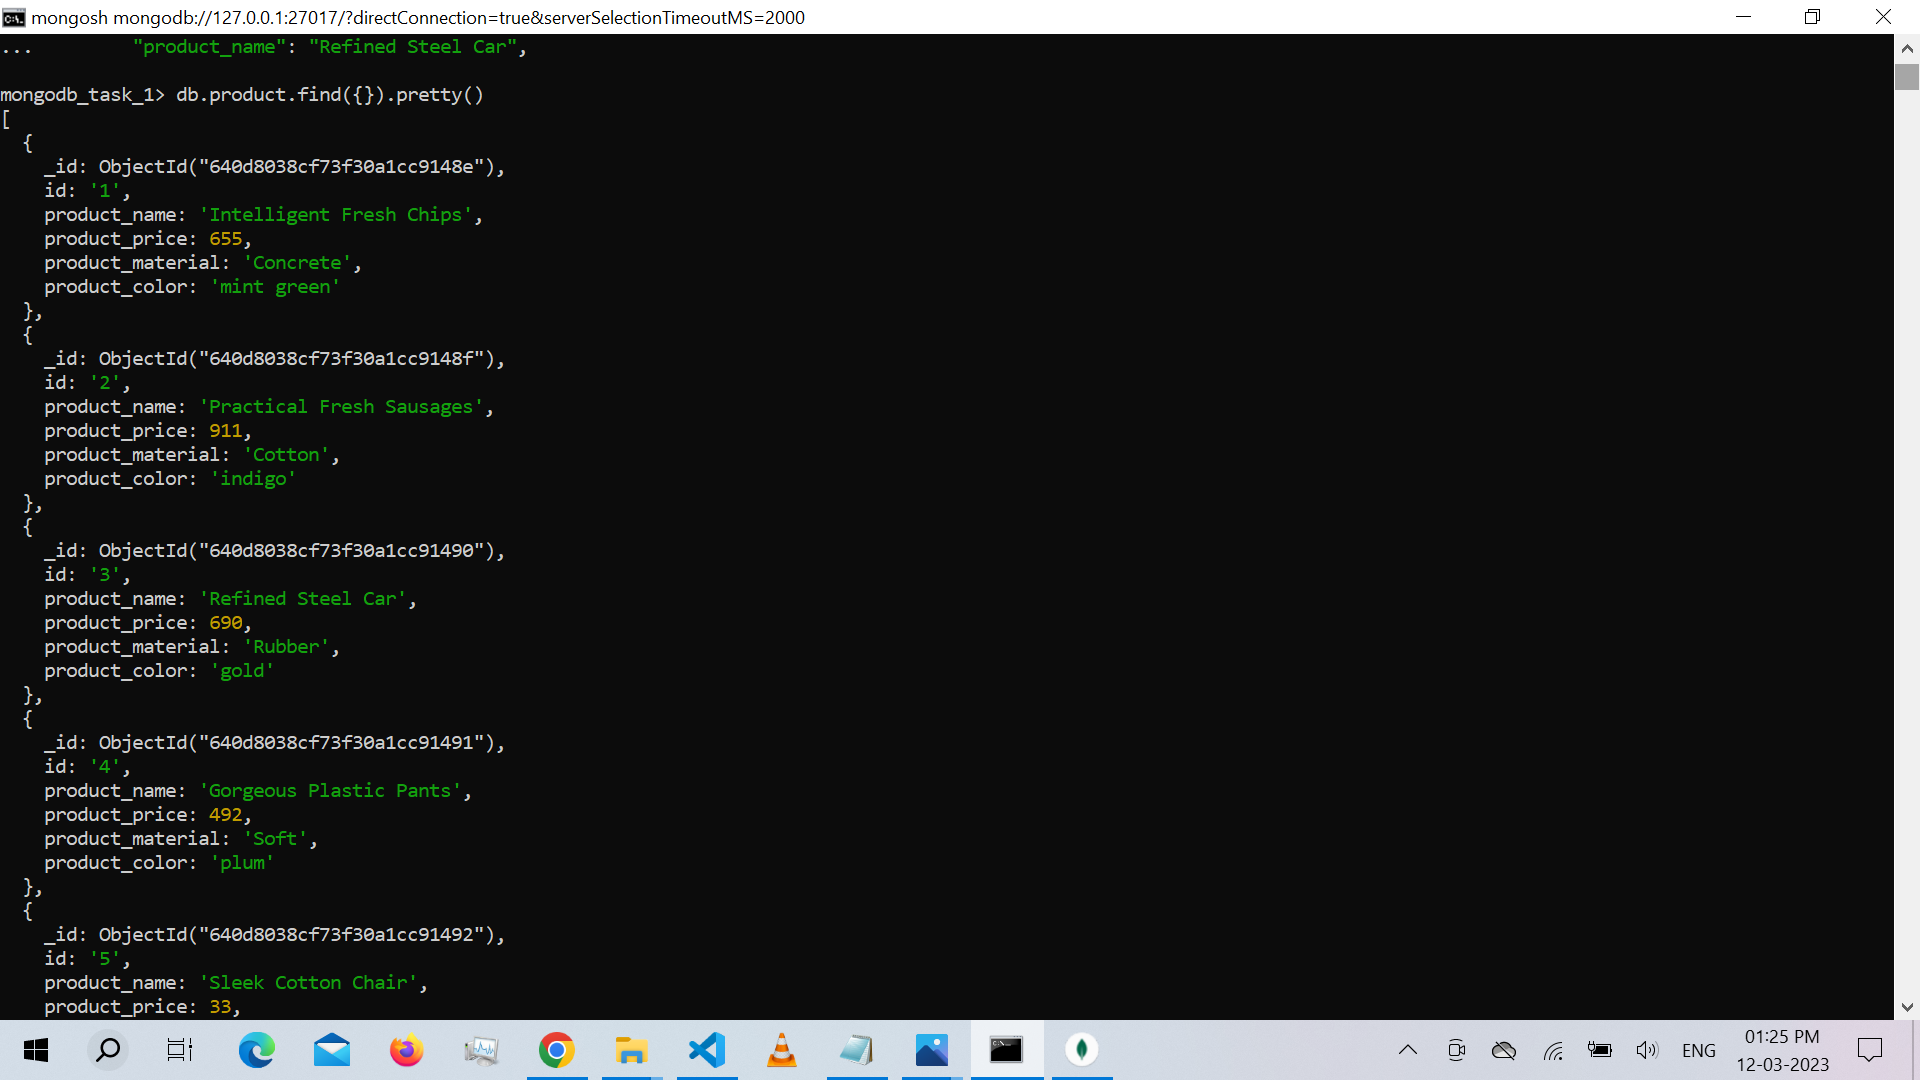 mongosh mongodb://127.0.0.1:27017/?directConnection=true&serverSelectionTimeoutMS=2000
...         "product_name": "Refined Steel Car",
mongodb_task_1> db.product.find({}).pretty()
[
  {
    _id: ObjectId("640d8038cf73f30a1cc9148e"),
    id: '1',
    product_name: 'Intelligent Fresh Chips',
    product_price: 655,
    product_material: 'Concrete',
    product_color: 'mint green'
  },
  {
    _id: ObjectId("640d8038cf73f30a1cc9148f"),
    id: '2',
    product_name: 'Practical Fresh Sausages',
    product_price: 911,
    product_material: 'Cotton',
    product_color: 'indigo'
  },
  {
    _id: ObjectId("640d8038cf73f30a1cc91490"),
    id: '3',
    product_name: 'Refined Steel Car',
    product_price: 690,
    product_material: 'Rubber',
    product_color: 'gold'
  },
  {
    _id: ObjectId("640d8038cf73f30a1cc91491"),
    id: '4',
    product_name: 'Gorgeous Plastic Pants',
    product_price: 492,
    product_material: 'Soft',
    product_color: 'plum'
  },
  {
    _id: ObjectId("640d8038cf73f30a1cc91492"),
    id: '5',
    product_name: 'Sleek Cotton Chair',
    product_price: 33,
ENG
01:25 PM
12-03-2023